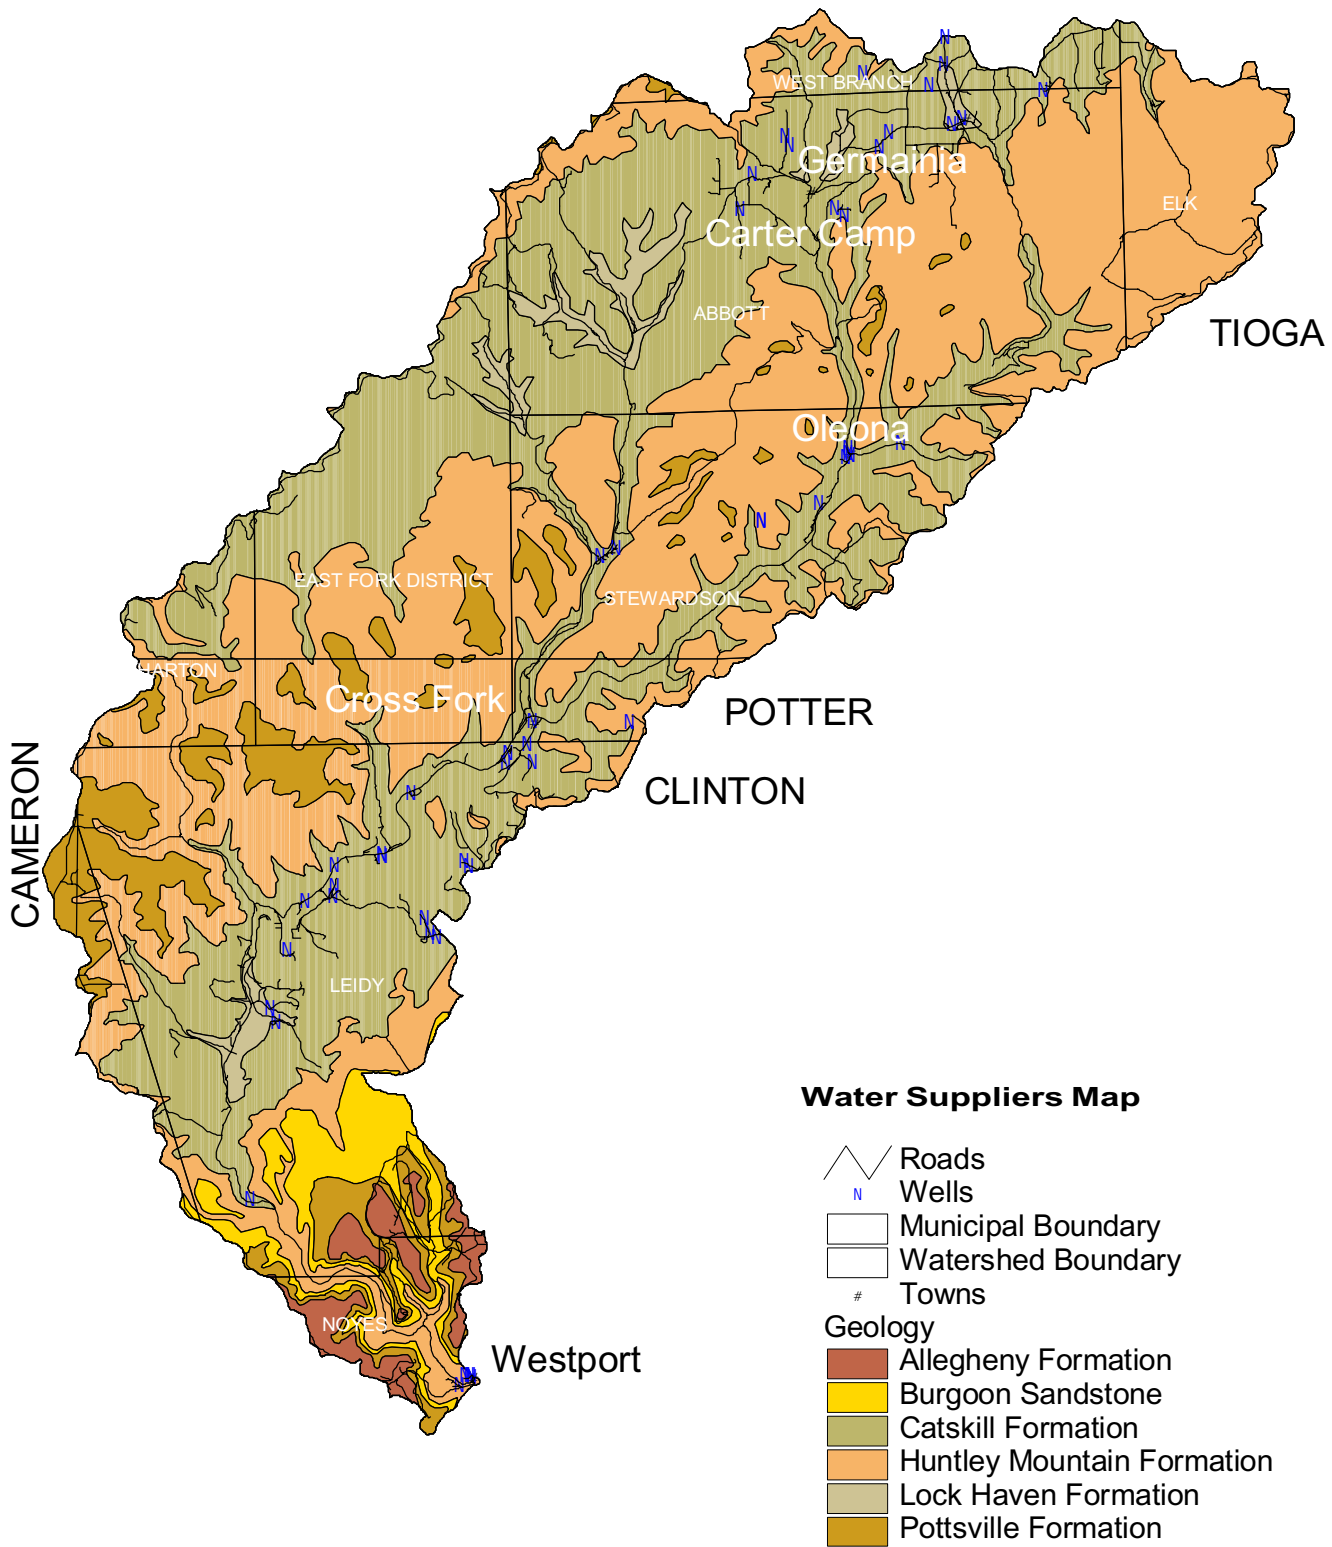 WEST BRANCH
Germainia
ELK
Carter Camp
ABBOTT
TIOGA
Oleona
EAST FORK DISTRICT
STEWARDSON
HARTON
Cross Fork
POTTER
CAMERON
CLINTON
LEIDY
NOYES
Westport
Water Suppliers Map
Roads
N Wells
Municipal Boundary
Watershed Boundary
# Towns
Geology
Allegheny Formation
Burgoon Sandstone
Catskill Formation
Huntley Mountain Formation
Lock Haven Formation
Pottsville Formation